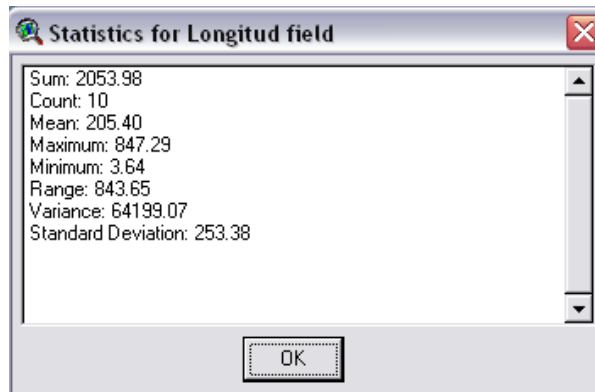 Statistics for Longitud field
Sum: 2053.98
Count: 10
Mean: 205.40
Maximum: 847.29
Minimum: 3.64
Range: 843.65
Variance: 64199.07
Standard Deviation: 253.38
OK